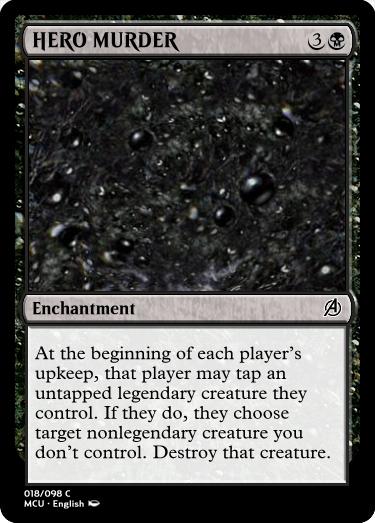 HERO MURDER 3
Enchantment
At the beginning of each player's
upkeep, that player may tap an
untapped legendary creature they
control. If they do, they choose
target nonlegendary creature you
don't control. Destroy that creature.
018/098 C
MCU · English